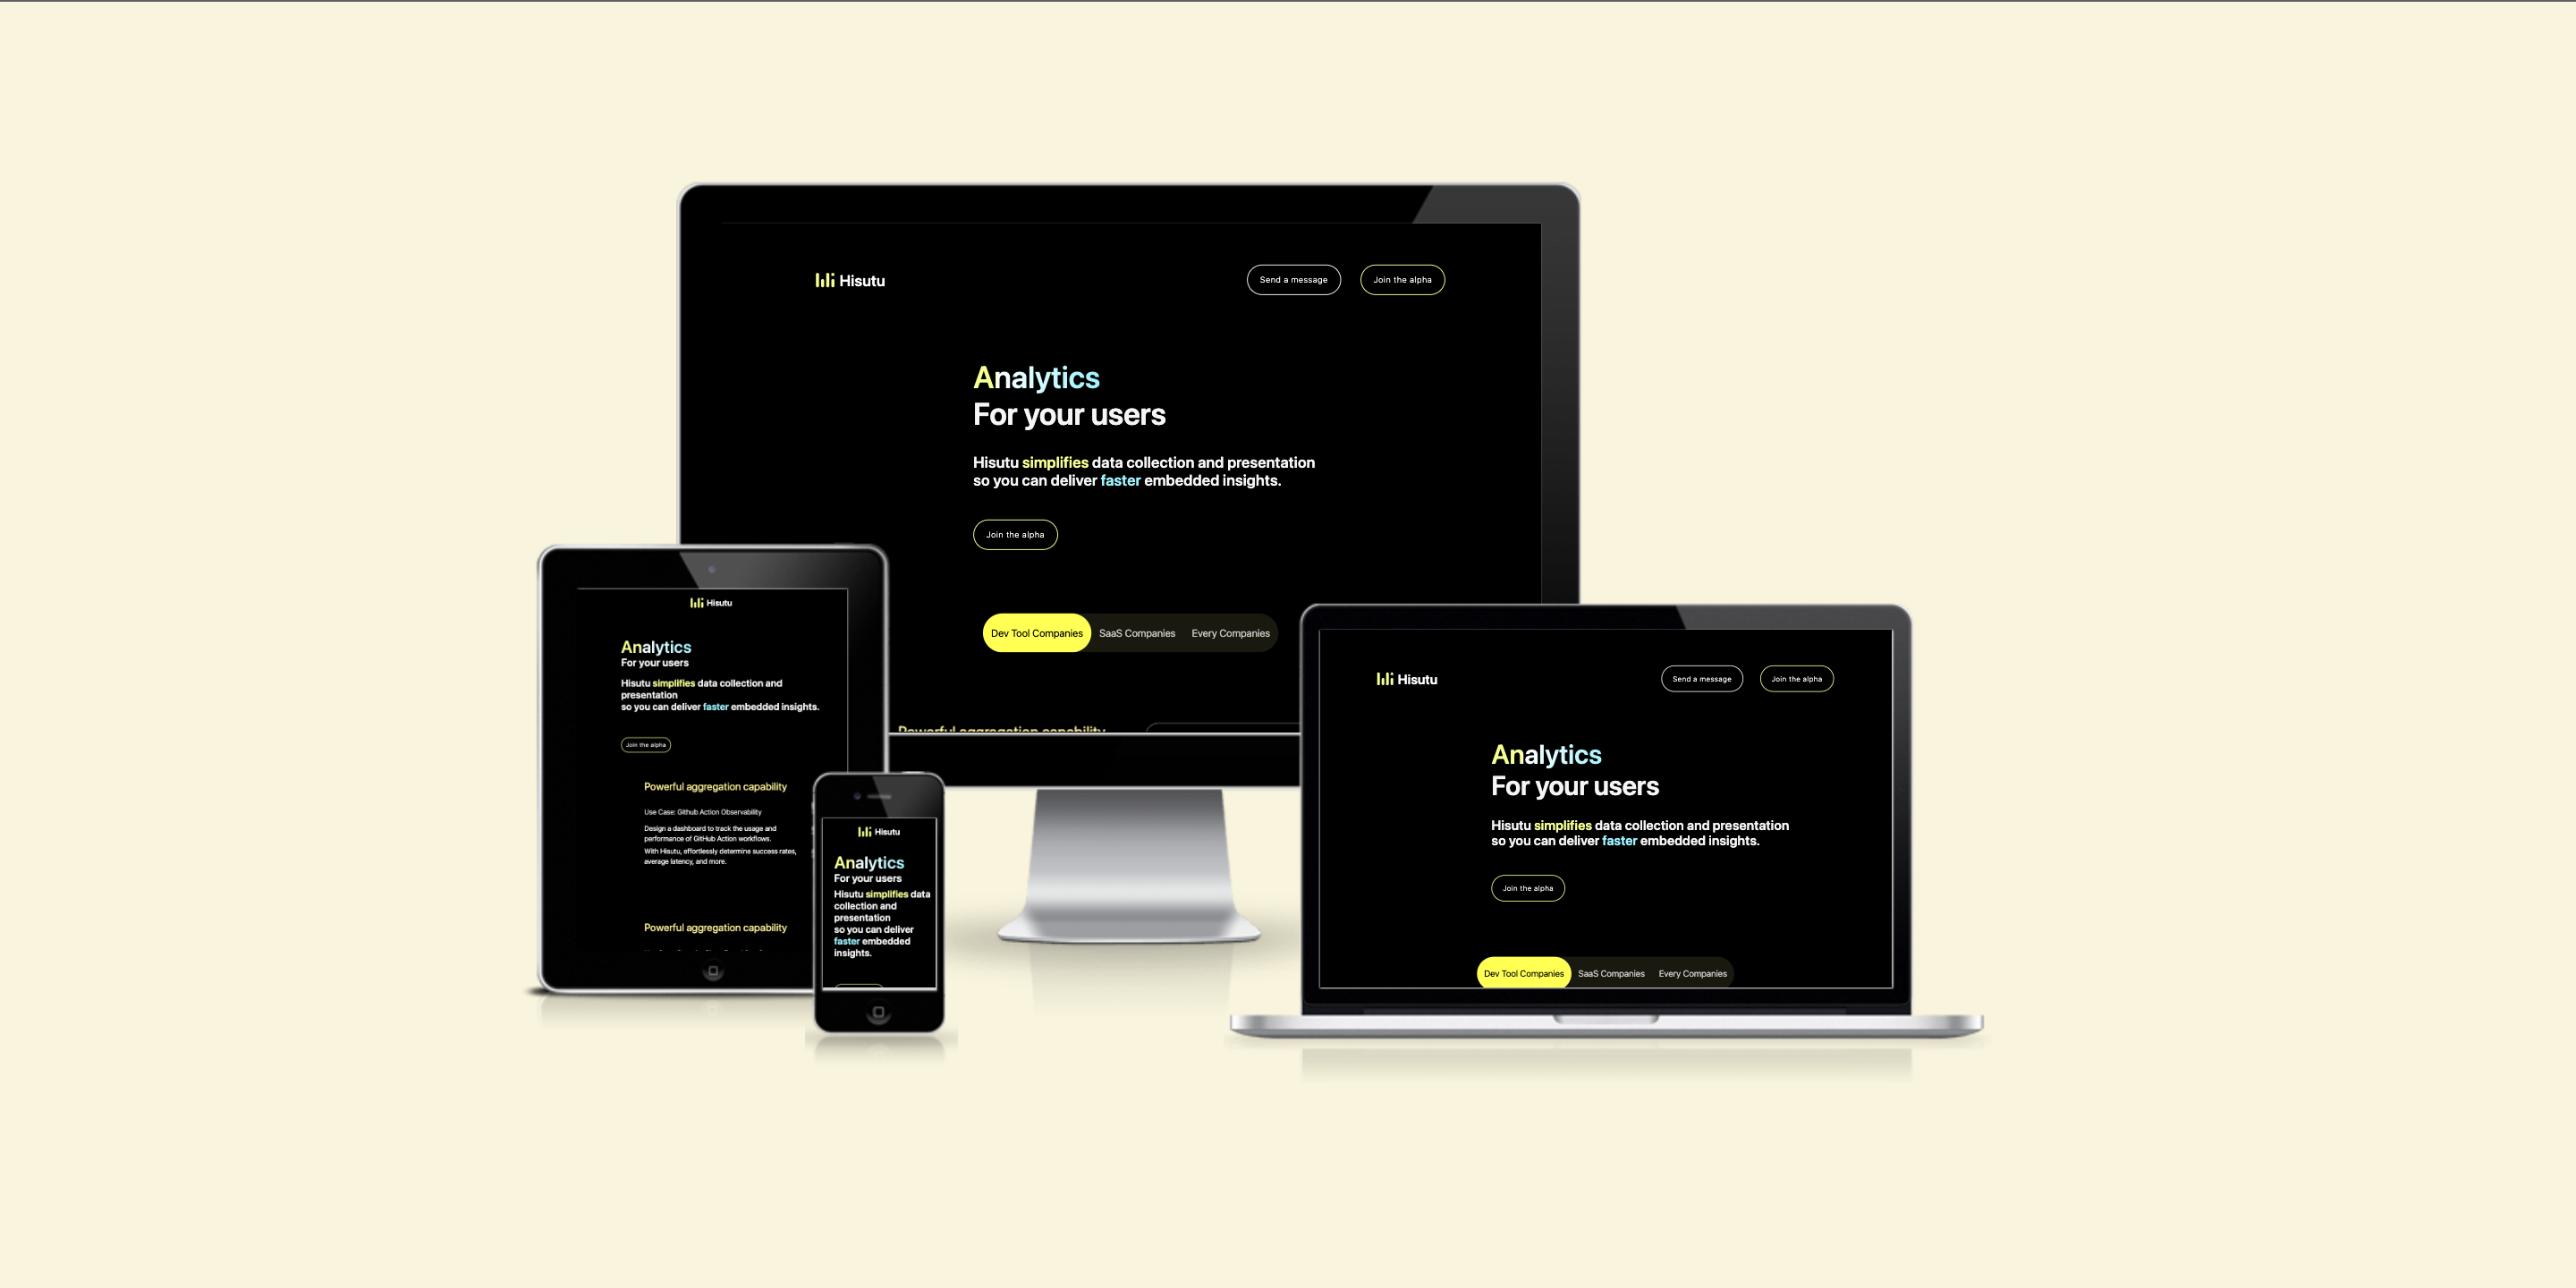 Hisutu
Send a message
Join the alpha
Analytics
For your users
Hisutu simplifies data collection and presentation
so you can deliver faster embedded insights.
Join the alpha
Dev Tool Companies
SaaS Companies
Every Companies
Powerful aggregation capability
Hisutu
Analytics
For your users
Hisutu simplifies data collection and
presentation
so you can deliver faster embedded insights.
Join the alpha
Powerful aggregation capability
Use Case: Github Action Observability
Design a dashboard to track the usage and
performance of GitHub Action workflows.
With Hisutu, effortlessly determine success rates,
average latency, and more.
Powerful aggregation capability
Hisutu
Analytics
For your users
Hisutu simplifies data
collection and
presentation
so you can deliver
faster embedded
insights.
Hisutu
Send a message
Join the alpha
Analytics
For your users
Hisutu simplifies data collection and presentation
so you can deliver faster embedded insights.
Join the alpha
Dev Tool Companies
SaaS Companies
Every Companies